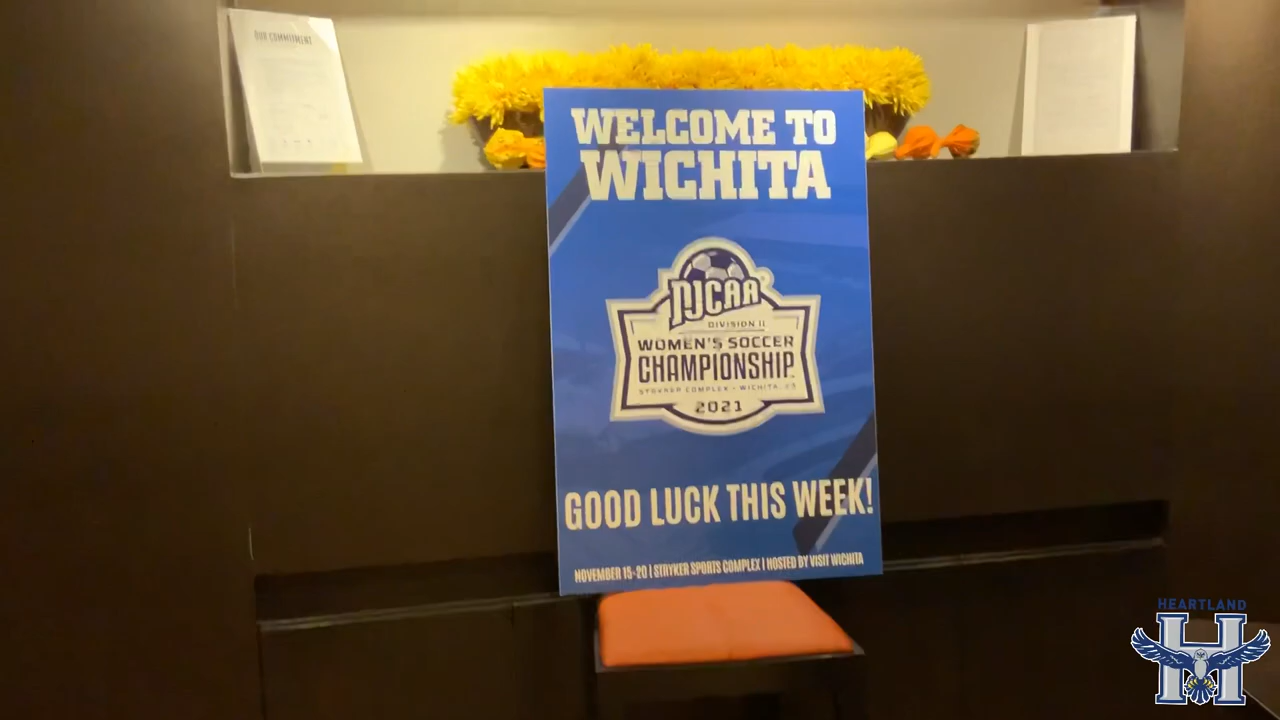 OUR COMMITMENT
WELCOME TO
WICHITA
NJCAA
DIVISION II
WOMEN'S SOCCER
CHAMPIONSHIP
STRYKER COMPLEX - WICHITA, KS
2021
GOOD LUCK THIS WEEK!
NOVEMBER 15-20 | STRYKER SPORTS COMPLEX | HOSTED BY VISIT WICHITA
HEARTLAND
H